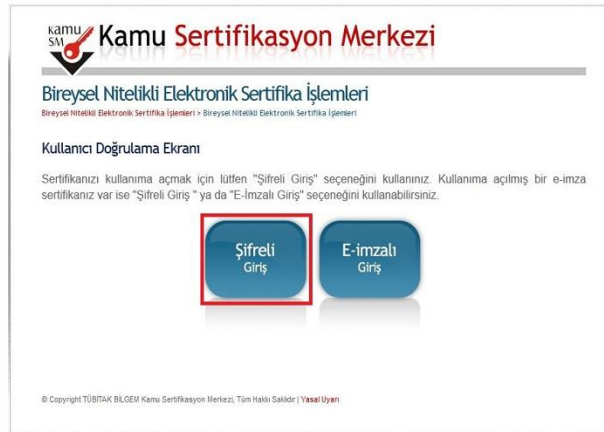 kamu
SM
Kamu Sertifikasyon Merkezi
Bireysel Nitelikli Elektronik Sertifika İşlemleri
Bireysel Nitelikli Elektronik Sertifika İşlemleri > Bireysel Nitelikli Elektronik Sertifika İşlemleri
Kullanıcı Doğrulama Ekranı
Sertifikanızı kullanıma açmak için lütfen "Şifreli Giriş" seçeneğini kullanınız. Kullanıma açılmış bir e-imza
sertifikanız var ise "Şifreli Giriş " ya da "E-İmzalı Giriş" seçeneğini kullanabilirsiniz.
Şifreli
Giriş
E-imzalı
Giriş
© Copyright TÜBİTAK BİLGEM Kamu Sertifikasyon Merkezi, Tüm Hakkı Saklıdır | Yasal Uyarı